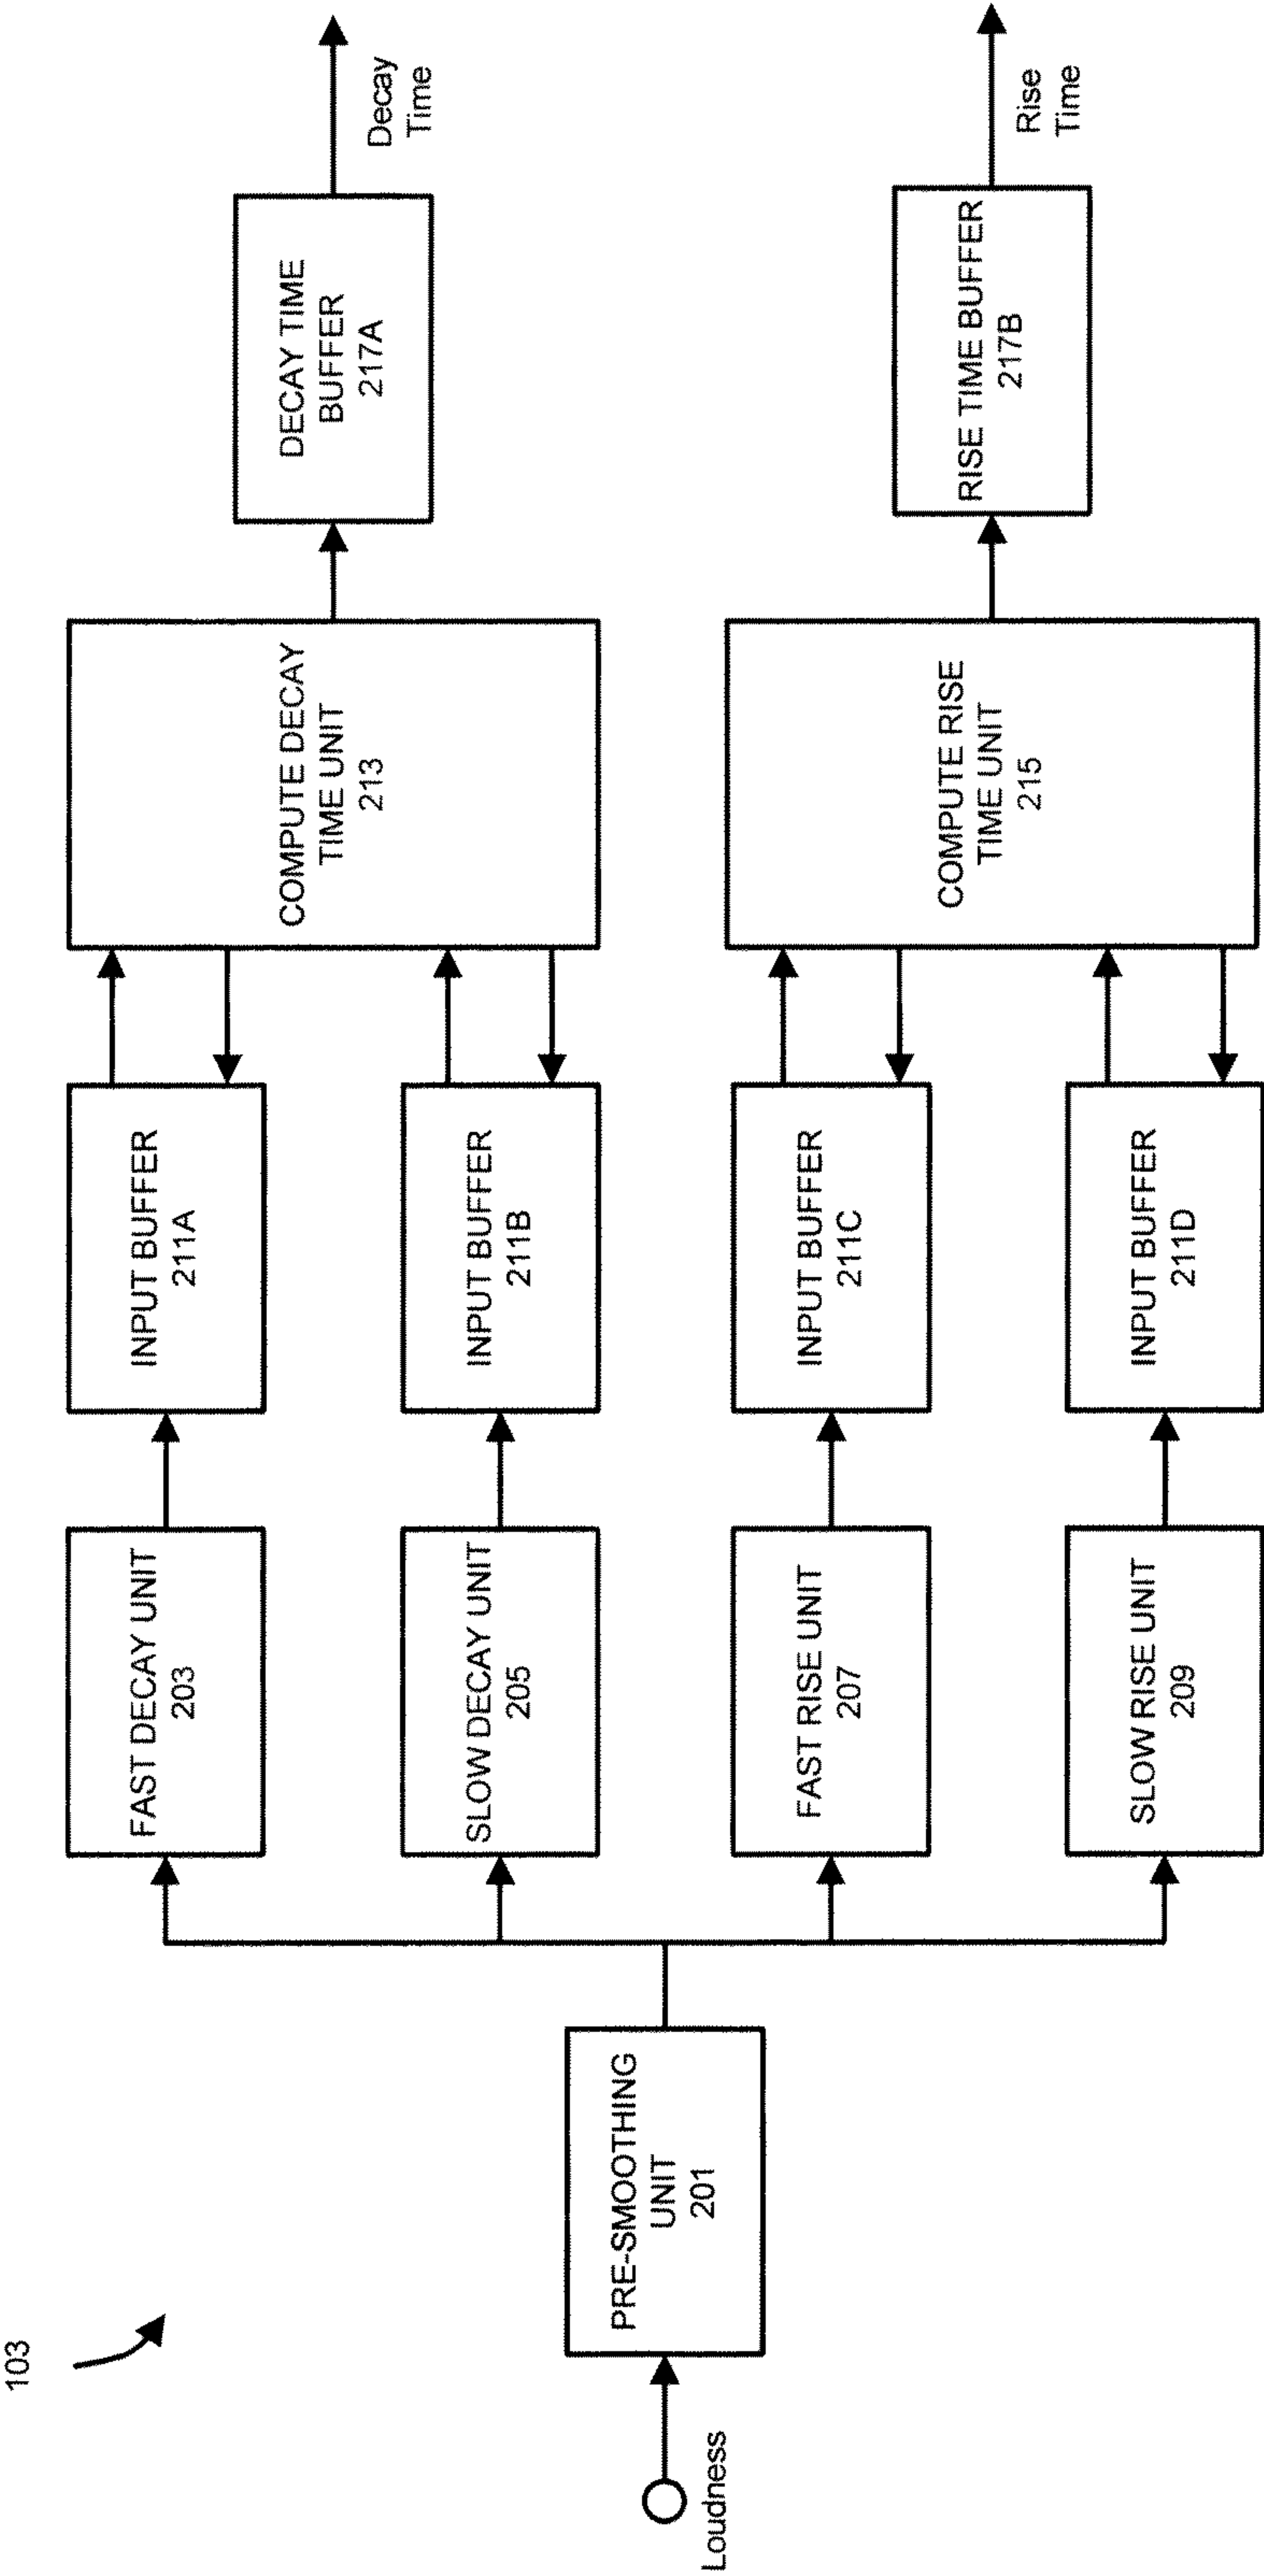 103
Loudness
PRE-SMOOTHING
UNIT
201
FAST DECAY UNIT
203
SLOW DECAY UNIT
205
FAST RISE UNIT
207
SLOW RISE UNIT
209
INPUT BUFFER
211A
INPUT BUFFER
211B
INPUT BUFFER
211C
INPUT BUFFER
211D
COMPUTE DECAY
TIME UNIT
213
COMPUTE RISE
TIME UNIT
215
DECAY TIME
BUFFER
217A
RISE TIME BUFFER
217B
Decay
Time
Rise
Time